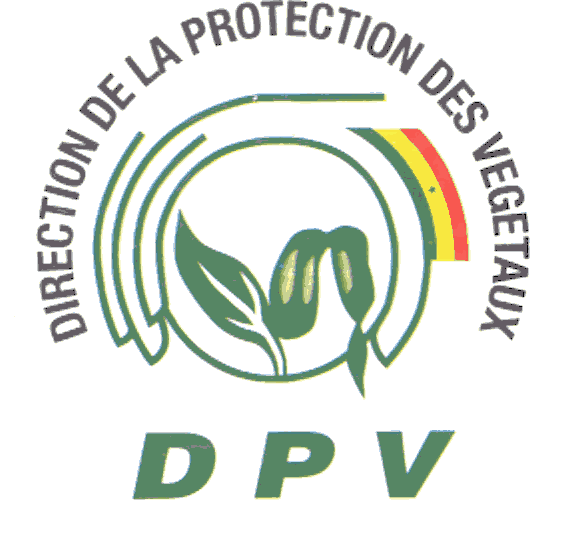 DIRECTION DE LA PROTECTION DES VEGETAUX
DPV